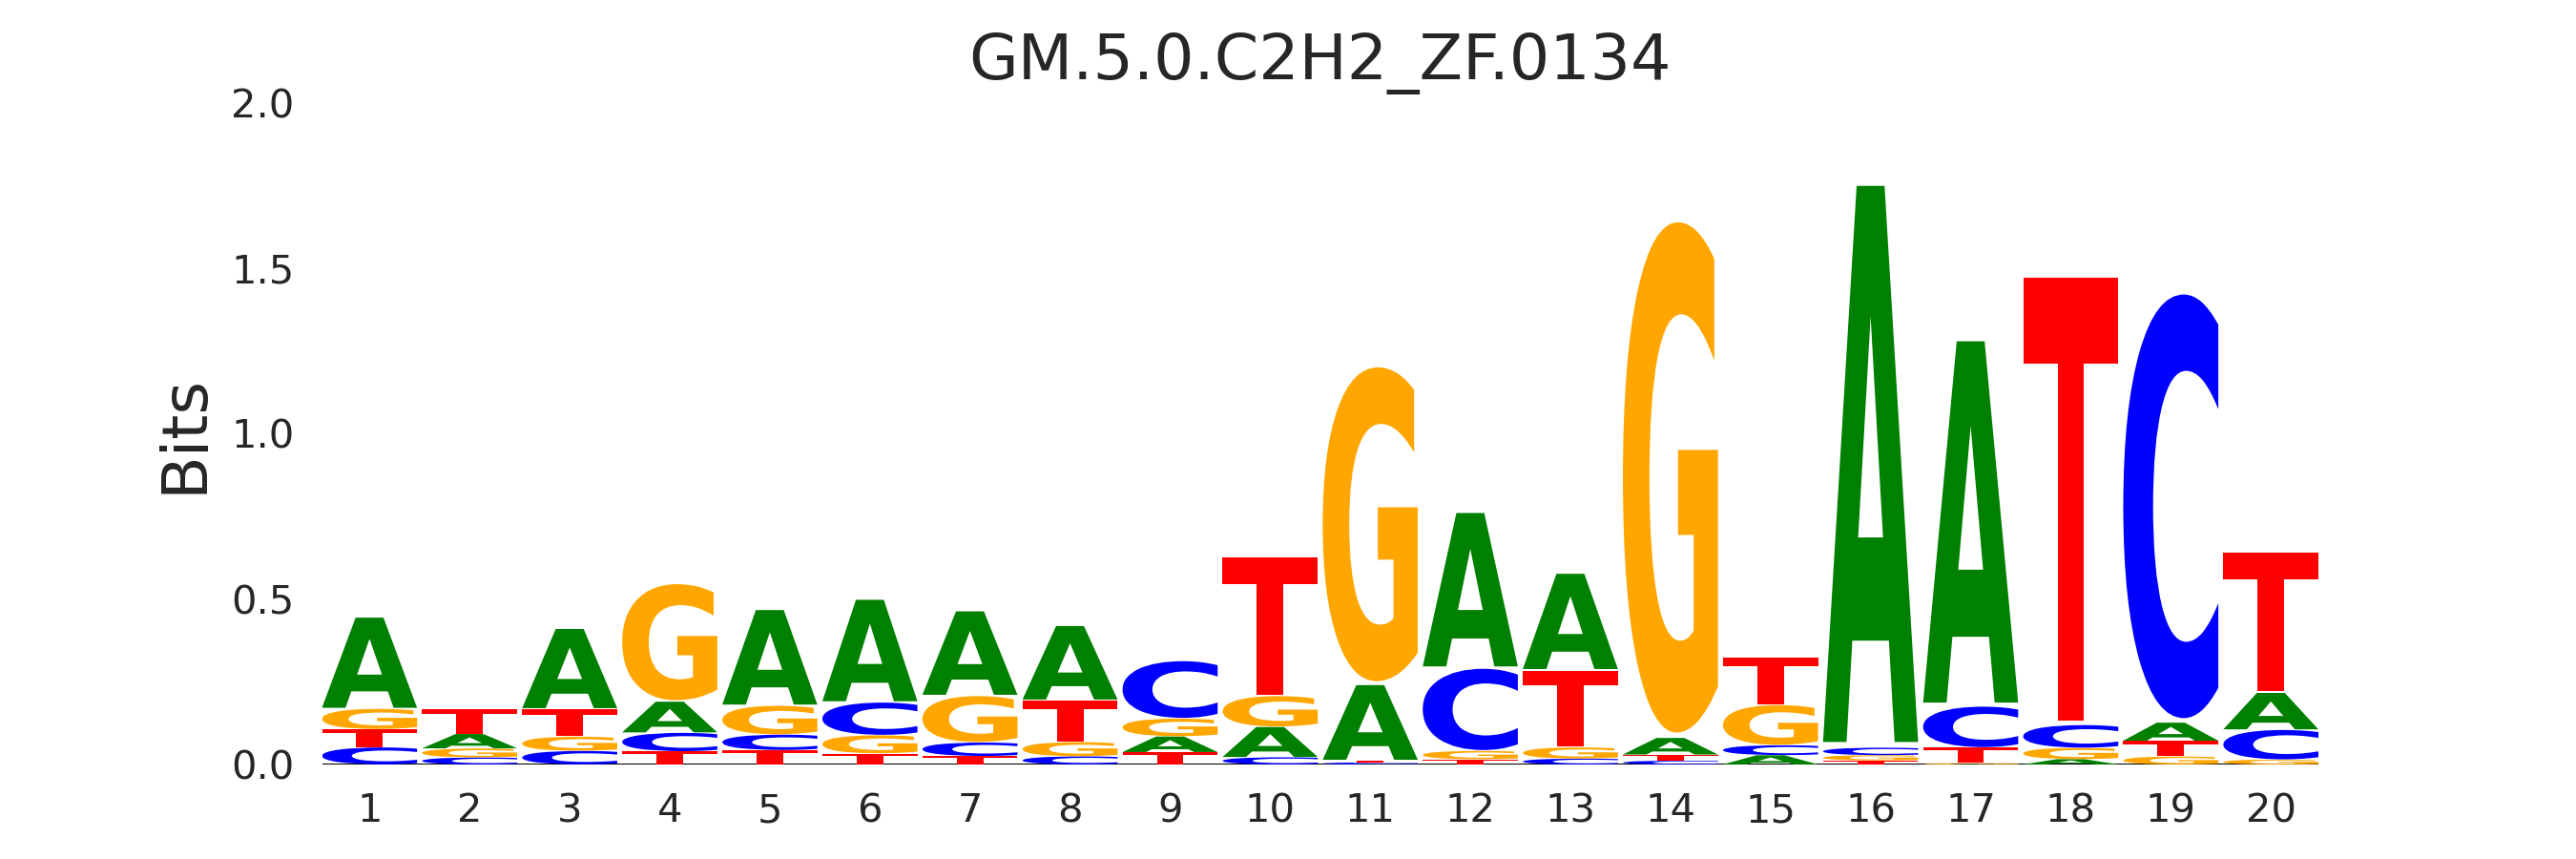 GM.5.0.C2H2_ZF.0134
2.0
1.5
1.0
0.5
0.0
Bits
A T A G A A A A C T G A A G T A A T C T
G A T A G C G T G G A C T A G C C C A A
T G G C C G C G A A T G G T C G T G T C
C C C T T T T C T C C T C C A T G A G G
1 2 3 4 5 6 7 8 9 10 11 12 13 14 15 16 17 18 19 20